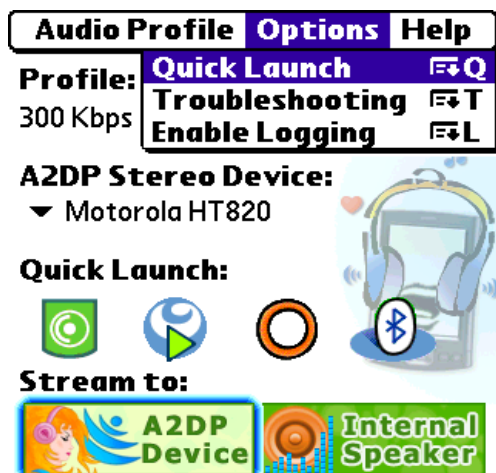 Audio Profile Options Help
Quick Launch Q
Profile: Troubleshooting T
300 Kbps Enable Logging L
A2DP Stereo Device:
Motorola HT820
Quick Launch:
Stream to:
A2DP Device
Internal Speaker